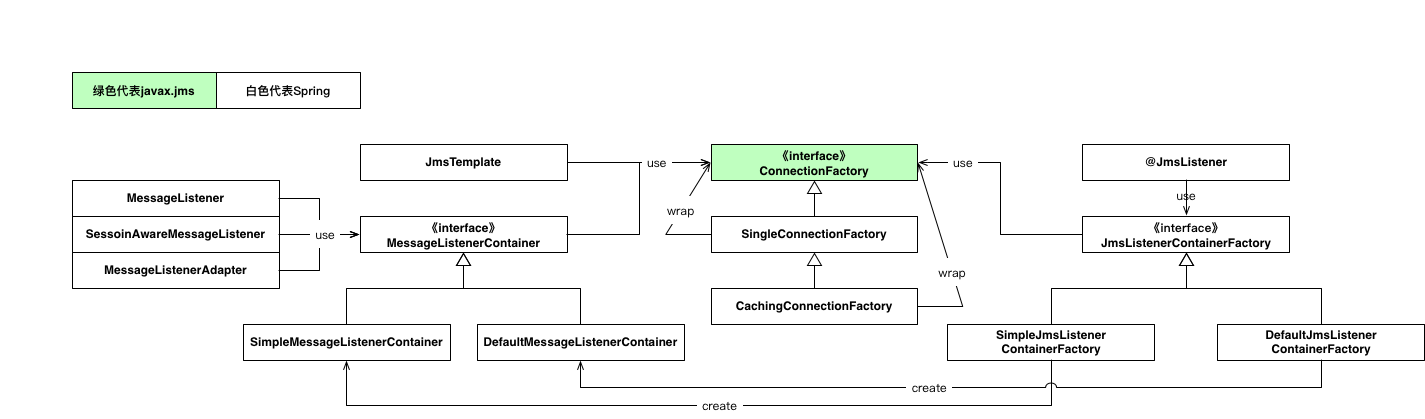 绿色代表javax.jms
白色代表Spring
JmsTemplate
use
《interface》
ConnectionFactory
use
@JmsListener
MessageListener
use
wrap
SessoinAwareMessageListener
use
《interface》
MessageListenerContainer
SingleConnectionFactory
《interface》
JmsListenerContainerFactory
MessageListenerAdapter
wrap
CachingConnectionFactory
SimpleMessageListenerContainer
DefaultMessageListenerContainer
SimpleJmsListener
ContainerFactory
DefaultJmsListener
ContainerFactory
create
create